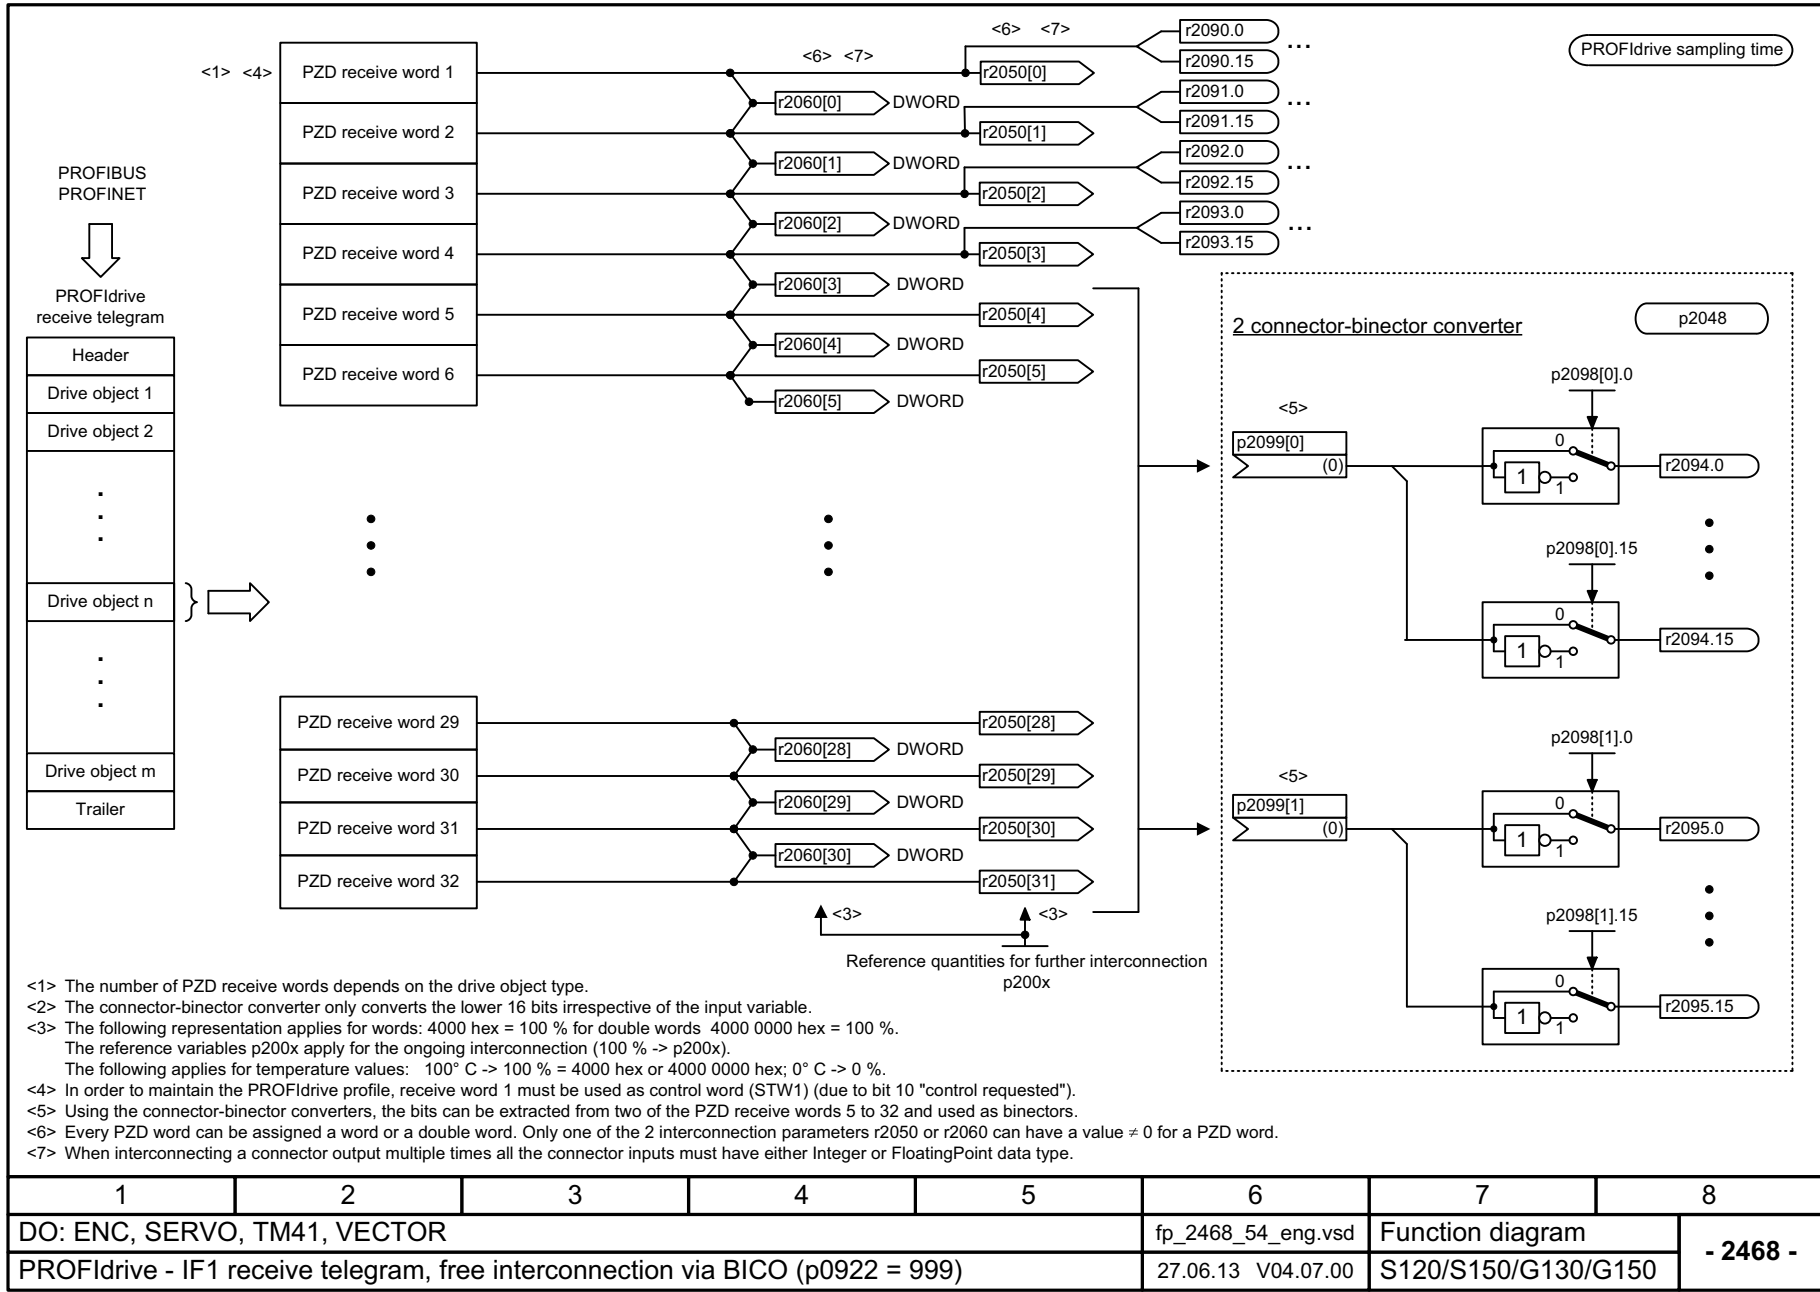 <6> <7>
r2090.0
...
PROFIdrive sampling time
<1> <4>
PZD receive word 1
<6> <7>
r2050[0]
r2090.15
r2060[0]
DWORD
r2091.0
...
PZD receive word 2
r2050[1]
r2091.15
r2060[1]
DWORD
r2092.0
...
PROFIBUS
PROFINET
PZD receive word 3
r2050[2]
r2092.15
r2060[2]
DWORD
r2093.0
...
PZD receive word 4
r2050[3]
r2093.15
r2060[3]
DWORD
PROFIdrive
receive telegram
PZD receive word 5
r2050[4]
r2060[4]
DWORD
PZD receive word 6
r2050[5]
r2060[5]
DWORD
Header
Drive object 1
Drive object 2
Drive object n
Drive object m
Trailer
2 connector-binector converter
p2048
p2098[0].0
<5>
p2099[0]
(0)
0
1
1
r2094.0
p2098[0].15
0
1
1
r2094.15
PZD receive word 29
r2050[28]
r2060[28]
DWORD
PZD receive word 30
r2050[29]
r2060[29]
DWORD
PZD receive word 31
r2050[30]
r2060[30]
DWORD
PZD receive word 32
r2050[31]
p2098[1].0
<5>
p2099[1]
(0)
0
1
1
r2095.0
p2098[1].15
0
1
1
r2095.15
<3>
<3>
Reference quantities for further interconnection
p200x
<1> The number of PZD receive words depends on the drive object type.
<2> The connector-binector converter only converts the lower 16 bits irrespective of the input variable.
<3> The following representation applies for words: 4000 hex = 100 % for double words 4000 0000 hex = 100 %.
The reference variables p200x apply for the ongoing interconnection (100 % -> p200x).
The following applies for temperature values: 100° C -> 100 % = 4000 hex or 4000 0000 hex; 0° C -> 0 %.
<4> In order to maintain the PROFIdrive profile, receive word 1 must be used as control word (STW1) (due to bit 10 "control requested").
<5> Using the connector-binector converters, the bits can be extracted from two of the PZD receive words 5 to 32 and used as binectors.
<6> Every PZD word can be assigned a word or a double word. Only one of the 2 interconnection parameters r2050 or r2060 can have a value ≠ 0 for a PZD word.
<7> When interconnecting a connector output multiple times all the connector inputs must have either Integer or FloatingPoint data type.
1 2 3 4 5 6 7 8
DO: ENC, SERVO, TM41, VECTOR
fp_2468_54_eng.vsd
Function diagram
- 2468 -
PROFIdrive - IF1 receive telegram, free interconnection via BICO (p0922 = 999)
27.06.13 V04.07.00
S120/S150/G130/G150